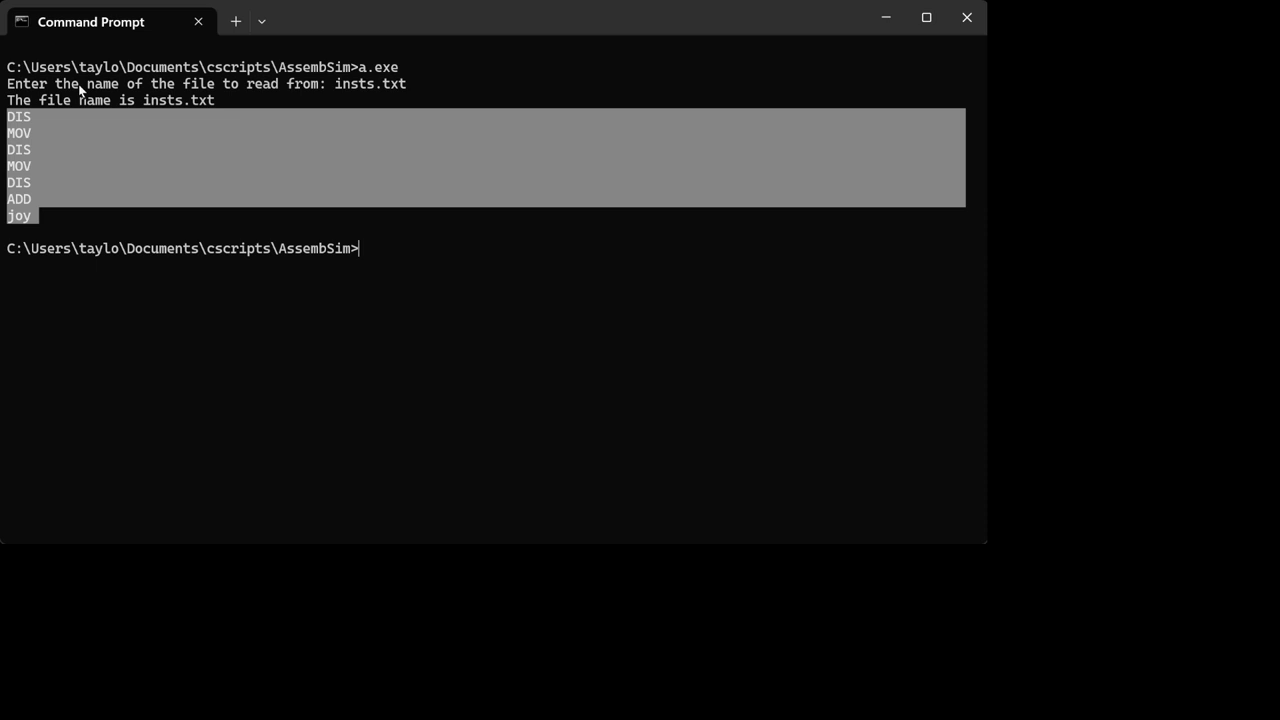 Command Prompt
C:\Users\taylo\Documents\cscripts\AssembSim>a.exe
Enter the name of the file to read from: insts.txt
The file name is insts.txt
DIS
MOV
DIS
MOV
DIS
ADD
joy
C:\Users\taylo\Documents\cscripts\AssembSim>